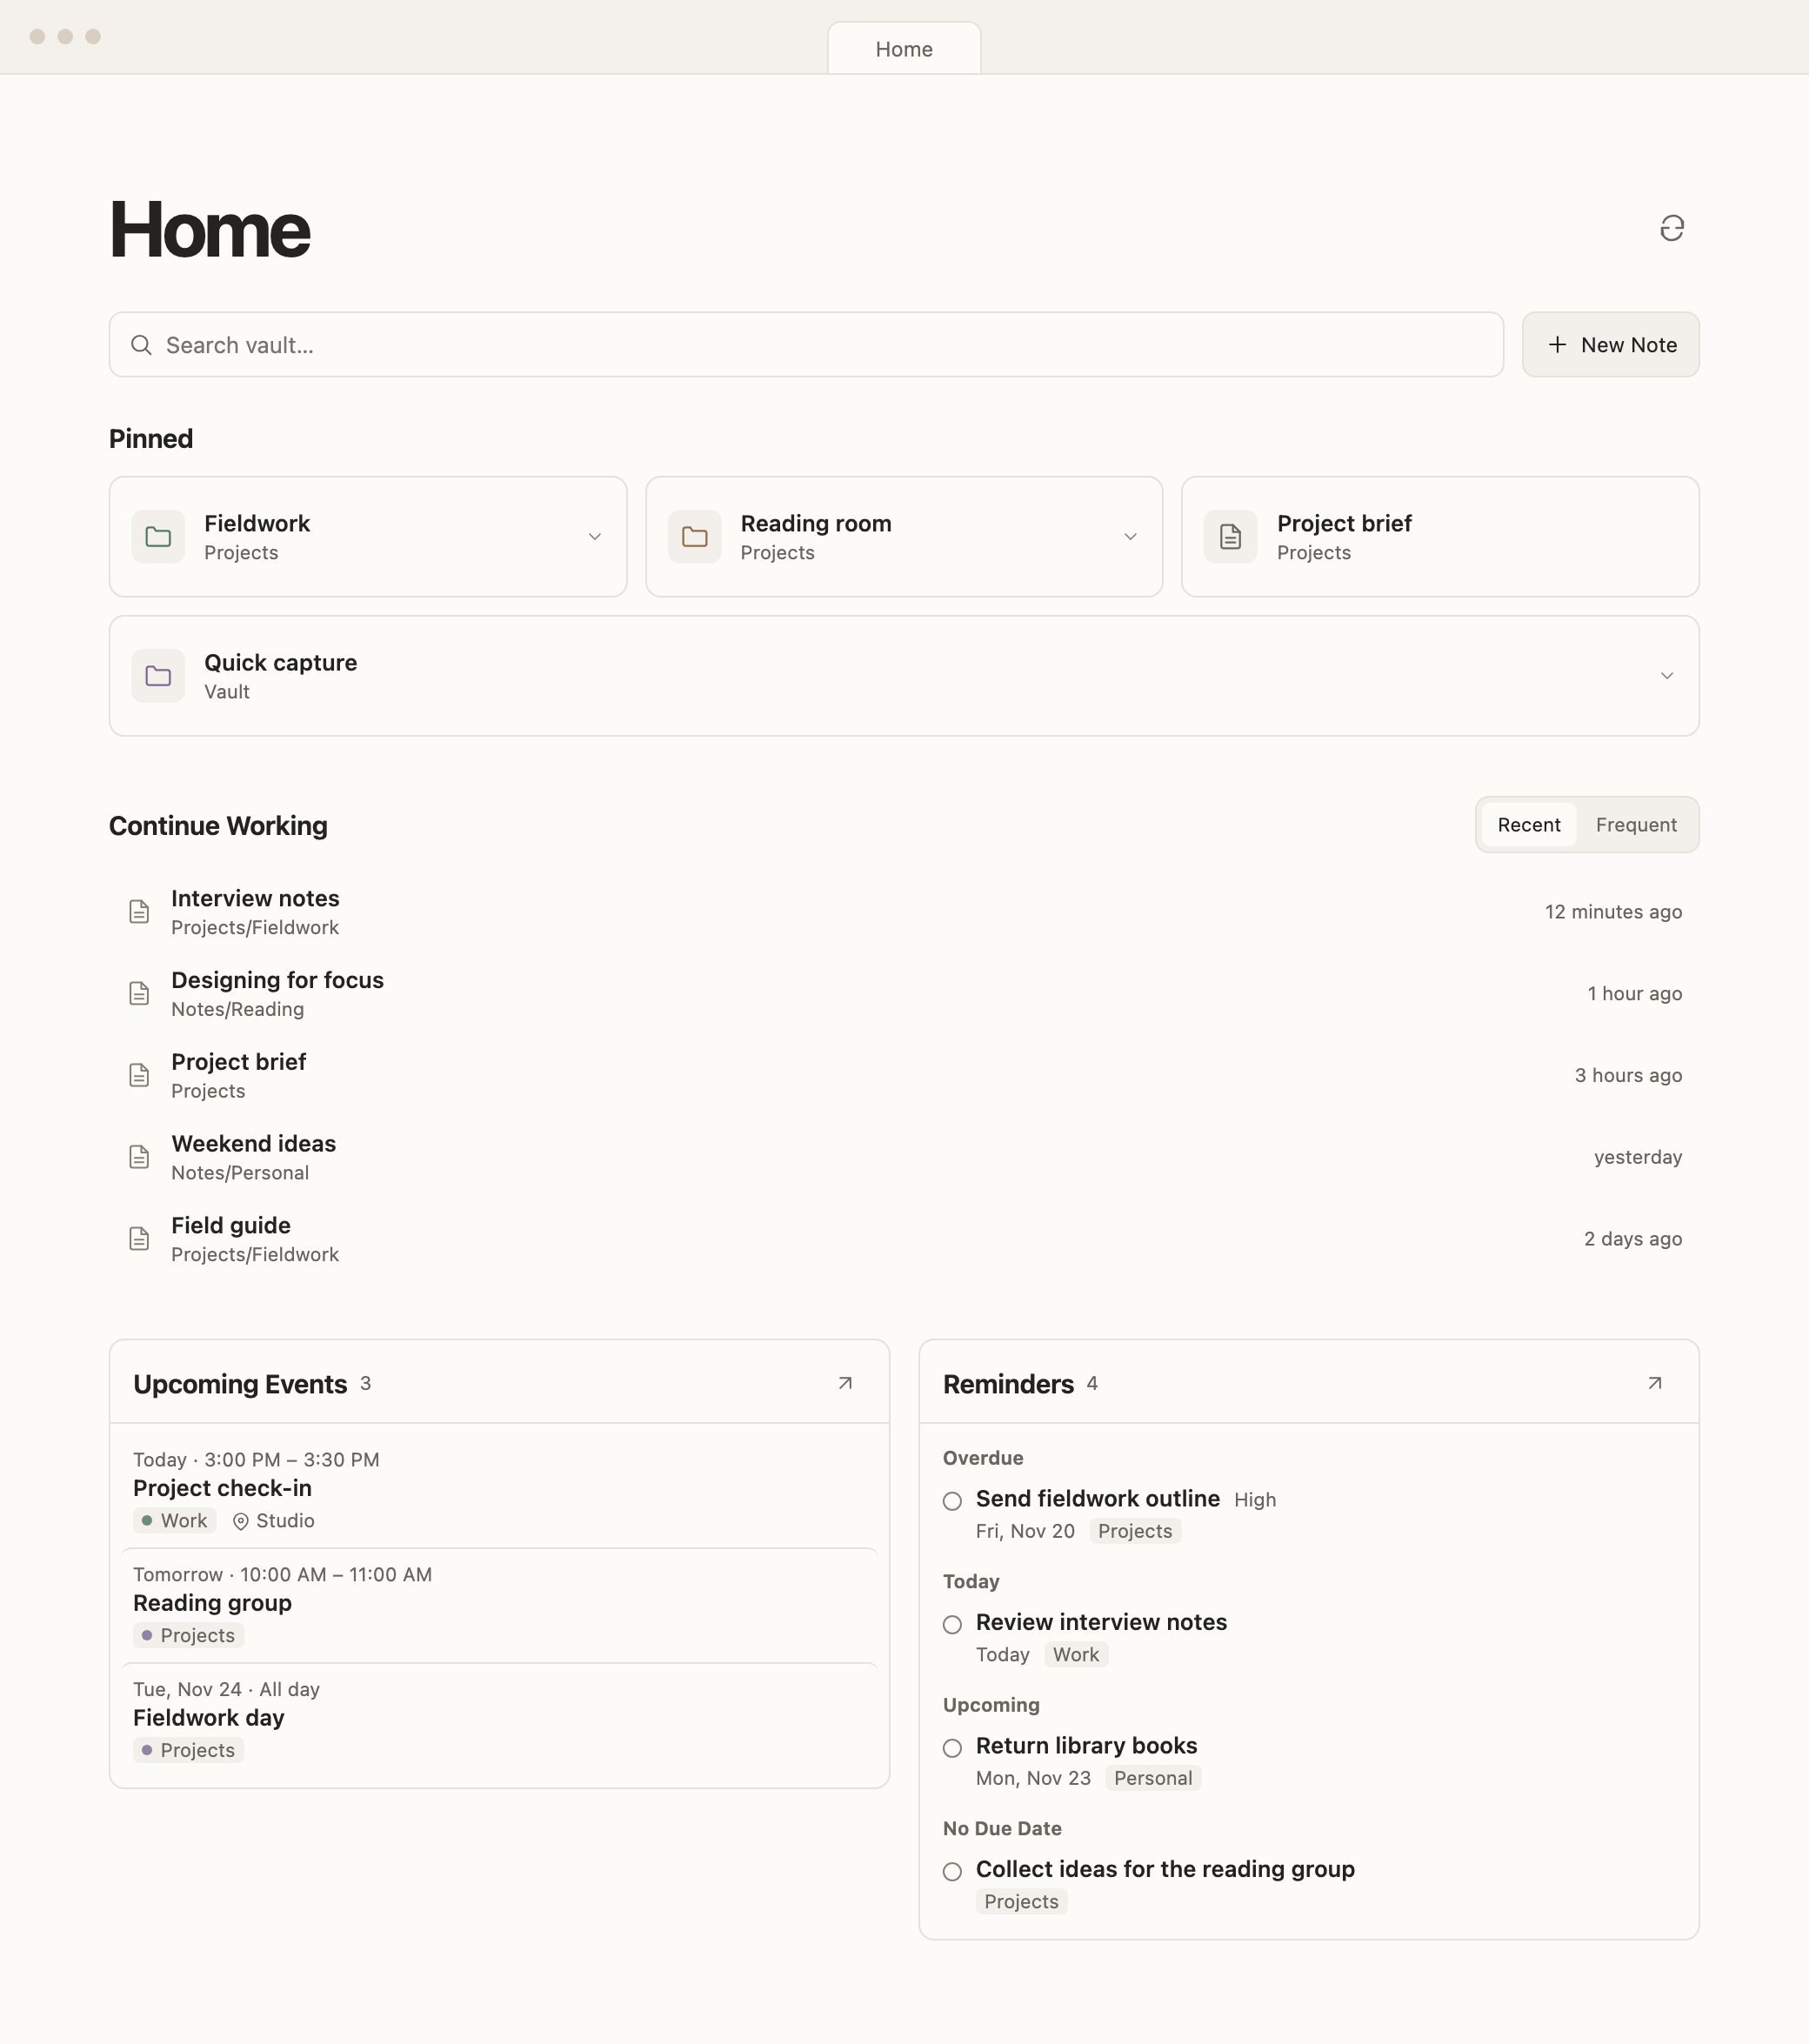 Home
Home
Search vault...
New Note
Pinned
Fieldwork
Projects
Reading room
Projects
Project brief
Projects
Quick capture
Vault
Continue Working
Recent
Frequent
Interview notes
Projects/Fieldwork
12 minutes ago
Designing for focus
Notes/Reading
1 hour ago
Project brief
Projects
3 hours ago
Weekend ideas
Notes/Personal
yesterday
Field guide
Projects/Fieldwork
2 days ago
Upcoming Events 3
Today · 3:00 PM – 3:30 PM
Project check-in
Work Studio
Tomorrow · 10:00 AM – 11:00 AM
Reading group
Projects
Tue, Nov 24 · All day
Fieldwork day
Projects
Reminders 4
Overdue
Send fieldwork outline High
Fri, Nov 20 Projects
Today
Review interview notes
Today Work
Upcoming
Return library books
Mon, Nov 23 Personal
No Due Date
Collect ideas for the reading group
Projects